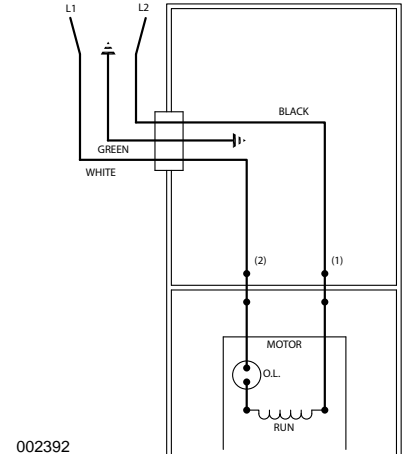 L1
L2
BLACK
GREEN
WHITE
(2)
(1)
MOTOR
O.L.
RUN
002392